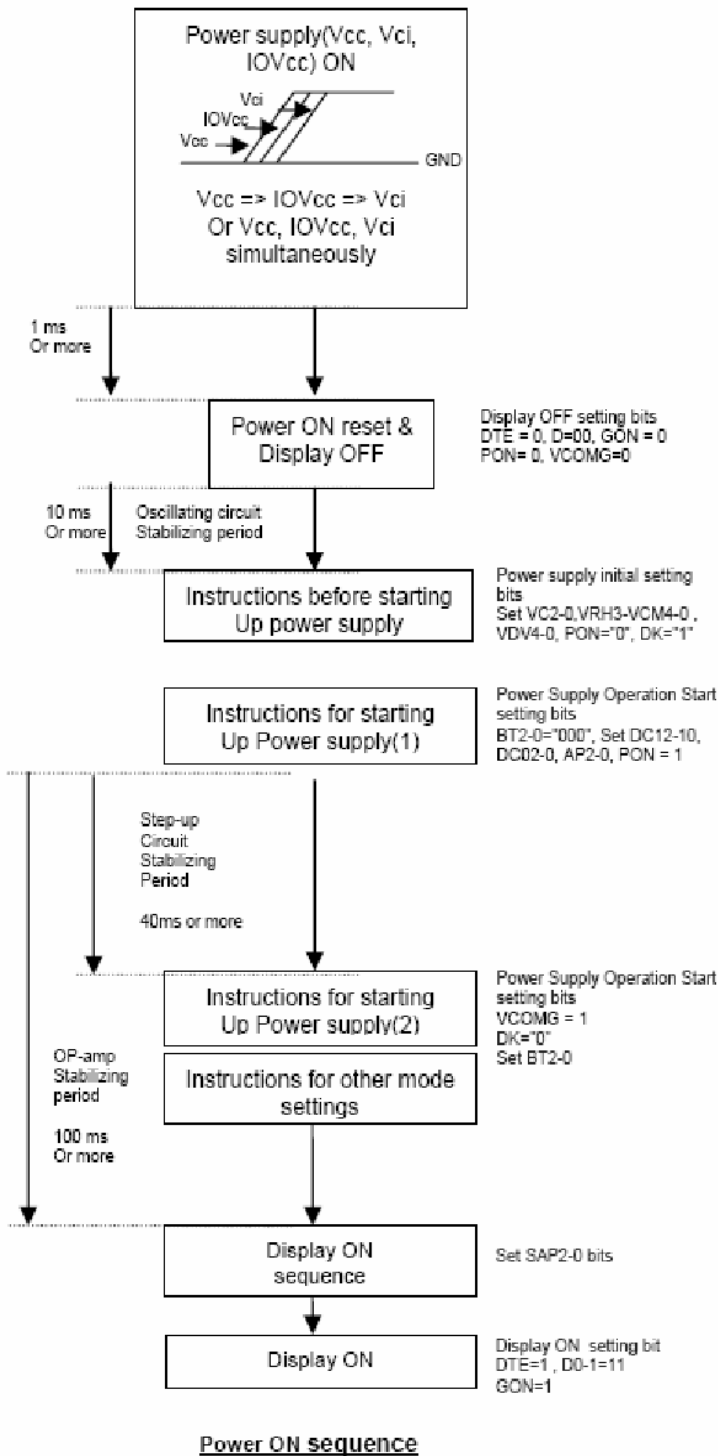 Power supply(Vcc, Vci,
IOVcc) ON
Vci
IOVcc
Vcc
GND
Vcc => IOVcc => Vci
Or Vcc, IOVcc, Vci
simultaneously
1 ms
Or more
Power ON reset &
Display OFF
Display OFF setting bits
DTE = 0, D=00, GON = 0
PON= 0, VCOMG=0
10 ms
Or more
Oscillating circuit
Stabilizing period
Instructions before starting
Up power supply
Power supply initial setting
bits
Set VC2-0,VRH3-VCM4-0 ,
VDV4-0, PON="0", DK="1"
Instructions for starting
Up Power supply(1)
Power Supply Operation Start
setting bits
BT2-0="000", Set DC12-10,
DC02-0, AP2-0, PON = 1
Step-up
Circuit
Stabilizing
Period
40ms or more
Instructions for starting
Up Power supply(2)
Power Supply Operation Start
setting bits
VCOMG = 1
DK="0"
Set BT2-0
OP-amp
Stabilizing
period
100 ms
Or more
Instructions for other mode
settings
Display ON
sequence
Set SAP2-0 bits
Display ON
Display ON setting bit
DTE=1 , D0-1=11
GON=1
Power ON sequence